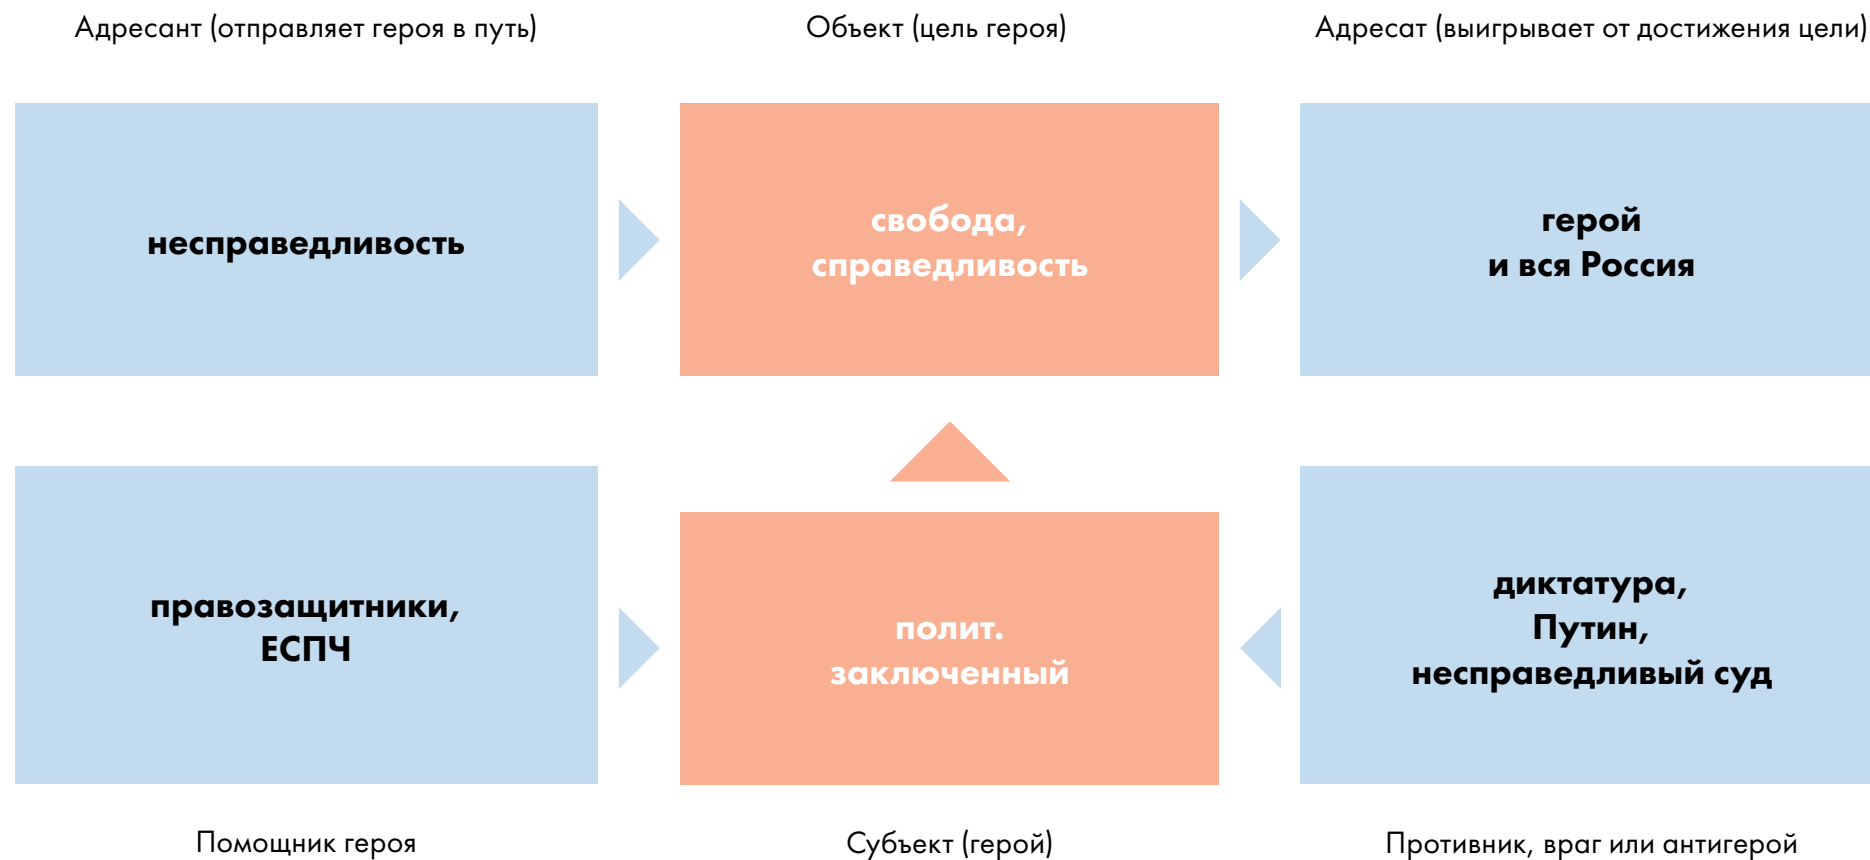 Адресант (отправляет героя в путь)
Объект (цель героя)
Адресат (выигрывает от достижения цели)
несправедливость
свобода,
справедливость
герой
и вся Россия
правозащитники,
ЕСПЧ
полит.
заключенный
диктатура,
Путин,
несправедливый суд
Помощник героя
Субъект (герой)
Противник, враг или антигерой